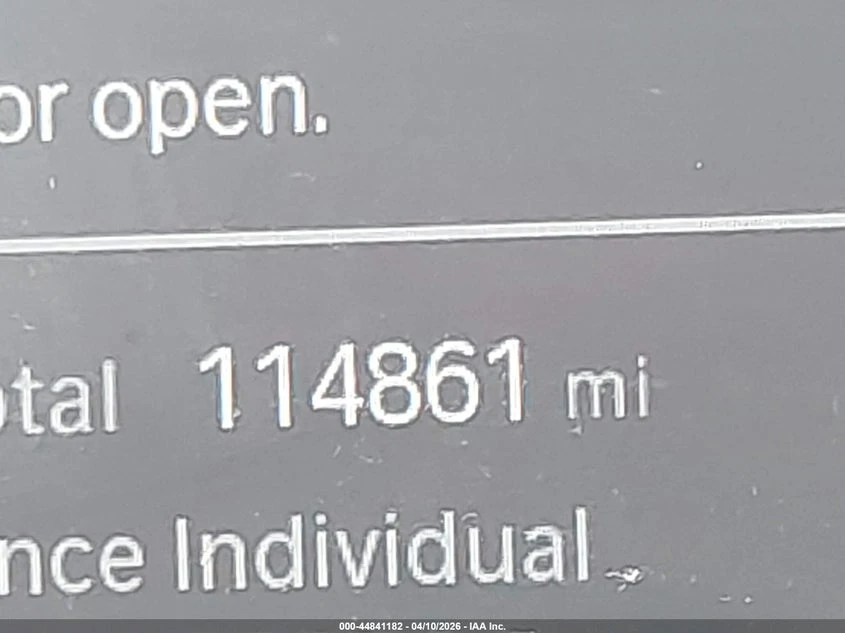 or open.
otal 114861 mi
nce Individual
000-44841182 - 04/10/2026 - IAA Inc.